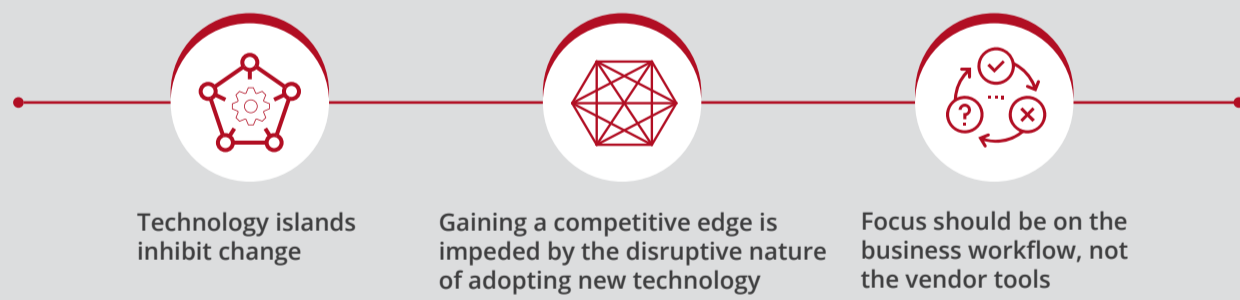 Technology islands
inhibit change
Gaining a competitive edge is
impeded by the disruptive nature
of adopting new technology
Focus should be on the
business workflow, not
the vendor tools